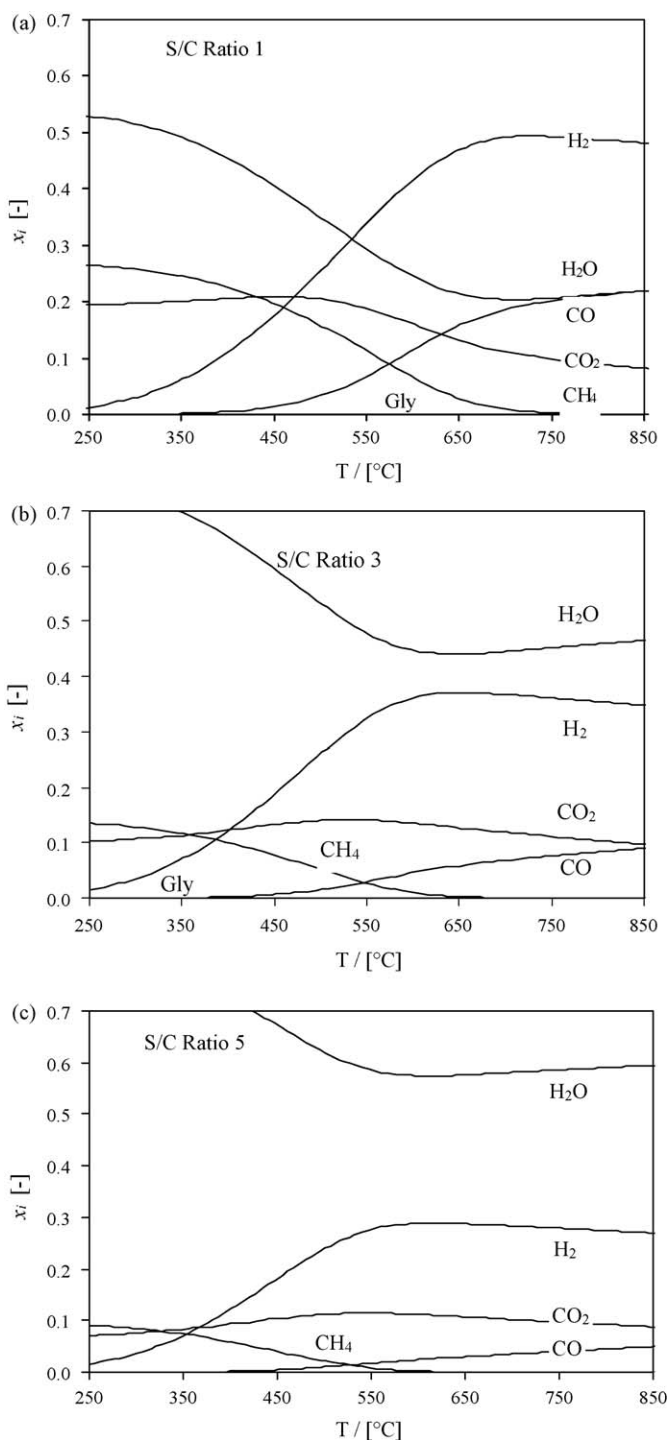 (a)
S/C Ratio 1
0.7
0.6
0.5
0.4
0.3
0.2
0.1
0.0
xᵢ [-]
H₂
H₂O
CO
CO₂
CH₄
Gly
250 350 450 550 650 750 850
T / [°C]
(b)
S/C Ratio 3
0.7
0.6
0.5
0.4
0.3
0.2
0.1
0.0
xᵢ [-]
H₂O
H₂
CO₂
CH₄
CO
Gly
250 350 450 550 650 750 850
T / [°C]
(c)
S/C Ratio 5
0.7
0.6
0.5
0.4
0.3
0.2
0.1
0.0
xᵢ [-]
H₂O
H₂
CO₂
CH₄
CO
250 350 450 550 650 750 850
T / [°C]